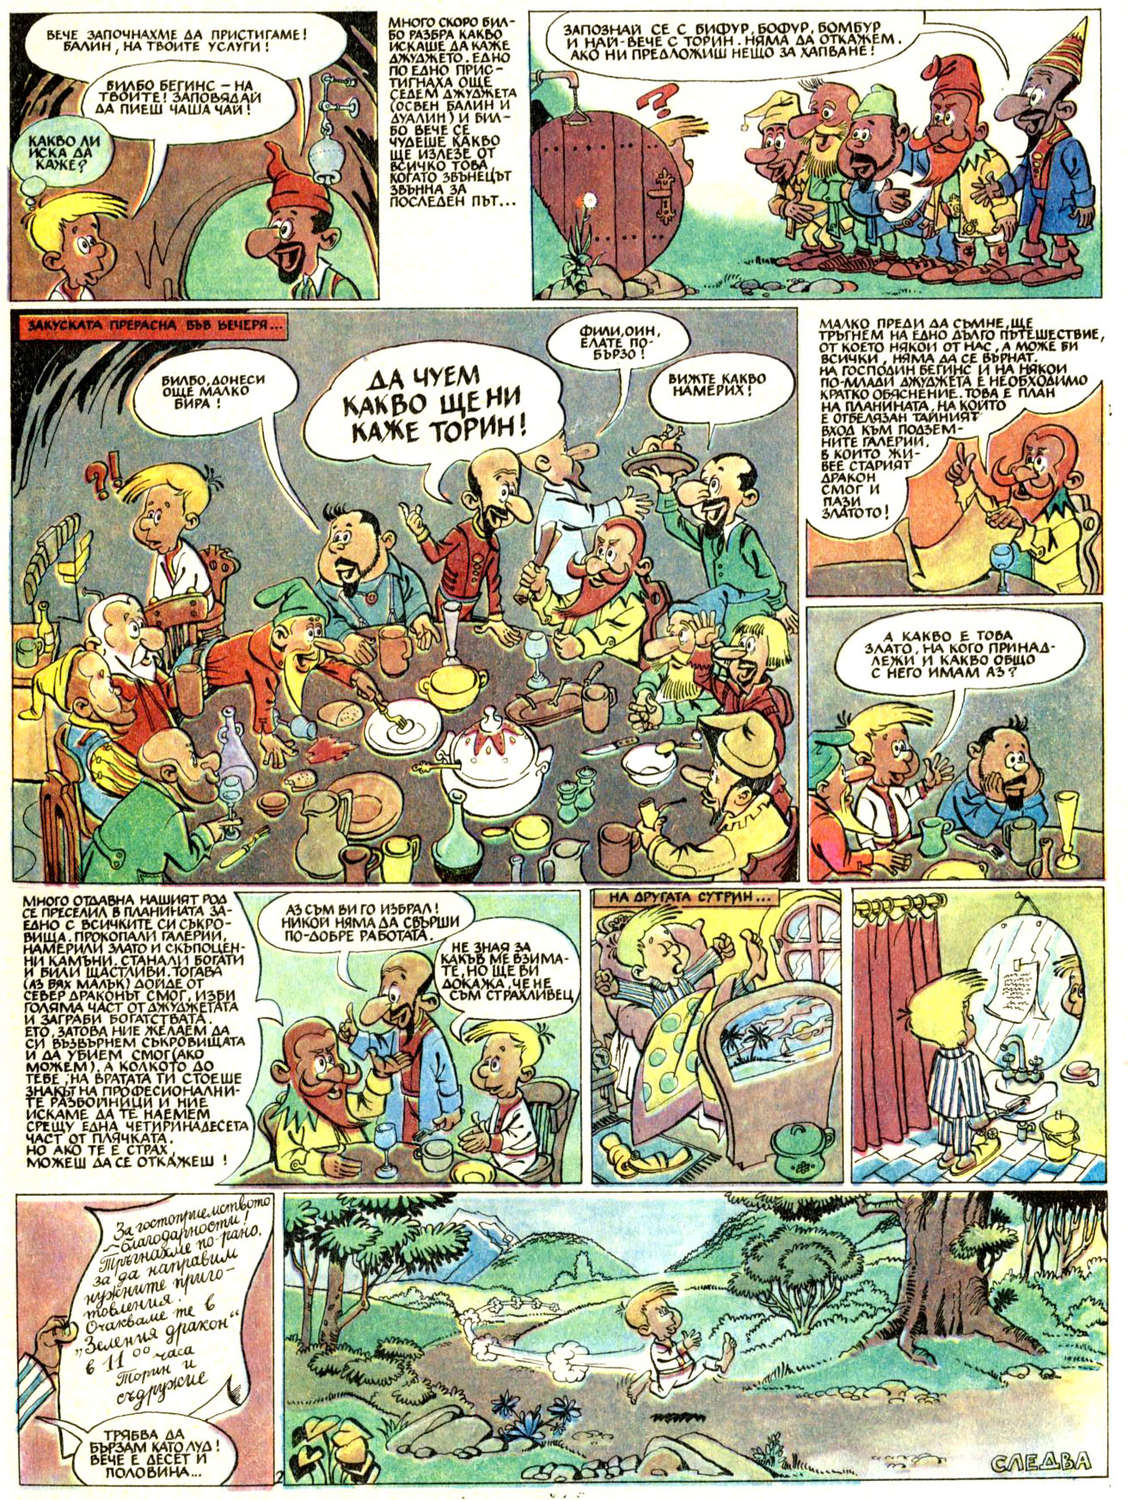 ВЕЧЕ ЗАПОЧНАХМЕ ДА ПРИСТИГАМЕ!
БАЛИН, НА ТВОИТЕ УСЛУГИ!
БИЛБО БЕГИНС – НА
ТВОИТЕ! ЗАПОВЯДАЙ
ДА ПИЕШ ЧАША ЧАЙ!
КАКВО ЛИ
ИСКА ДА
КАЖЕ?
МНОГО СКОРО БИЛ-
БО РАЗБРА КАКВО
ИСКАШЕ ДА КАЖЕ
ДЖУДЖЕТО. ЕДНО
ПО ЕДНО ПРИС-
ТИГНАХА ОЩЕ
СЕДЕМ ДЖУДЖЕТА
(ОСВЕН БАЛИН И
ДУАЛИН) И БИЛ-
БО ВЕЧЕ СЕ
ЧУДЕШЕ КАКВО
ЩЕ ИЗЛЕЗЕ ОТ
ВСИЧКО ТОВА,
КОГАТО ЗВЪНЕЦЪТ
ЗВЪННА ЗА
ПОСЛЕДЕН ПЪТ...
ЗАПОЗНАЙ СЕ С БИФУР, БОФУР, БОМБУР
И НАЙ-ВЕЧЕ С ТОРИН. НЯМА ДА ОТКАЖЕМ,
АКО НИ ПРЕДЛОЖИШ НЕЩО ЗА ХАПВАНЕ!
??
ЗАКУСКАТА ПРЕРАСНА ВЪВ ВЕЧЕРЯ...
БИЛБО, ДОНЕСИ
ОЩЕ МАЛКО
БИРА!
ДА ЧУЕМ
КАКВО ЩЕ НИ
КАЖЕ ТОРИН!
ФИЛИ, ОИН,
ЕЛАТЕ ПО-
БЪРЗО!
ВИЖТЕ КАКВО
НАМЕРИХ!
?!
МАЛКО ПРЕДИ ДА СЪМНЕ, ЩЕ
ТРЪГНЕМ НА ЕДНО ДЪЛГО ПЪТЕШЕСТВИЕ,
ОТ КОЕТО НЯКОИ ОТ НАС, А МОЖЕ БИ
ВСИЧКИ, НЯМА ДА СЕ ВЪРНАТ.
НА ГОСПОДИН БЕГИНС И НА НЯКОИ
ПО-МЛАДИ ДЖУДЖЕТА Е НЕОБХОДИМО
КРАТКО ОБЯСНЕНИЕ. ТОВА Е ПЛАН
НА ПЛАНИНАТА, НА КОЙТО
Е ОТБЕЛЯЗАН ТАЙНИЯТ
ВХОД КЪМ ПОДЗЕМ-
НИТЕ ГАЛЕРИИ,
В КОИТО ЖИ-
ВЕЕ СТАРИЯТ
ДРАКОН
СМОГ И
ПАЗИ
ЗЛАТОТО!
А КАКВО Е ТОВА
ЗЛАТО, НА КОГО ПРИНАД-
ЛЕЖИ И КАКВО ОБЩО
С НЕГО ИМАМ АЗ?
МНОГО ОТДАВНА НАШИЯТ РОД
СЕ ПРЕСЕЛИЛ В ПЛАНИНАТА ЗА-
ЕДНО С ВСИЧКИТЕ СИ СЪКРО-
ВИЩА. ПРОКОПАЛИ ГАЛЕРИИ,
НАМЕРИЛИ ЗЛАТО И СКЪПОЦЕН-
НИ КАМЪНИ. СТАНАЛИ БОГАТИ
И БИЛИ ЩАСТЛИВИ. ТОГАВА
(АЗ БЯХ МАЛЪК) ДОЙДЕ ОТ
СЕВЕР ДРАКОНЪТ СМОГ, ИЗБИ
ГОЛЯМА ЧАСТ ОТ ДЖУДЖЕТАТА
И ЗАГРАБИ БОГАТСТВАТА.
ЕТО, ЗАТОВА НИЕ ЖЕЛАЕМ ДА
СИ ВЪЗВЪРНЕМ СЪКРОВИЩАТА
И ДА УБИЕМ СМОГ (АКО
МОЖЕМ). А КОЛКОТО ДО
ТЕБЕ, НА ВРАТАТА ТИ СТОЕШЕ
ЗНАКЪТ НА ПРОФЕСИОНАЛНИ-
ТЕ РАЗБОЙНИЦИ И НИЕ
ИСКАМЕ ДА ТЕ НАЕМЕМ
СРЕЩУ ЕДНА ЧЕТИРИНАДЕСЕТА
ЧАСТ ОТ ПЛЯЧКАТА.
НО АКО ТЕ Е СТРАХ,
МОЖЕШ ДА СЕ ОТКАЖЕШ!
АЗ СЪМ ВИ ГО ИЗБРАЛ!
НИКОЙ НЯМА ДА СВЪРШИ
ПО-ДОБРЕ РАБОТАТА.
НЕ ЗНАЯ ЗА
КАКЪВ МЕ ВЗИМА-
ТЕ, НО ЩЕ ВИ
ДОКАЖА, ЧЕ НЕ
СЪМ СТРАХЛИВЕЦ
НА ДРУГАТА СУТРИН...
За гостоприемството
– благодарности!
Тръгнахме по-рано,
за да направим
нужните приго-
товления.
Очакваме те в
„Зеления дракон“
в 11 00 часа
Торин и
съдружие
ТРЯБВА ДА
БЪРЗАМ КАТО ЛУД!
ВЕЧЕ Е ДЕСЕТ И
ПОЛОВИНА...
2
СЛЕДВА